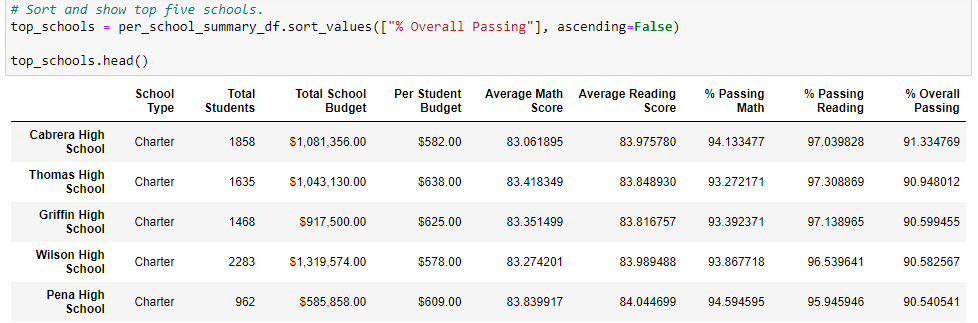 # Sort and show top five schools.
top_schools = per_school_summary_df.sort_values(["% Overall Passing"], ascending=False)
top_schools.head()
School Type Total Students Total School Budget Per Student Budget Average Math Score Average Reading Score % Passing Math % Passing Reading % Overall Passing
Cabrera High School Charter 1858 $1,081,356.00 $582.00 83.061895 83.975780 94.133477 97.039828 91.334769
Thomas High School Charter 1635 $1,043,130.00 $638.00 83.418349 83.848930 93.272171 97.308869 90.948012
Griffin High School Charter 1468 $917,500.00 $625.00 83.351499 83.816757 93.392371 97.138965 90.599455
Wilson High School Charter 2283 $1,319,574.00 $578.00 83.274201 83.989488 93.867718 96.539641 90.582567
Pena High School Charter 962 $585,858.00 $609.00 83.839917 84.044699 94.594595 95.945946 90.540541